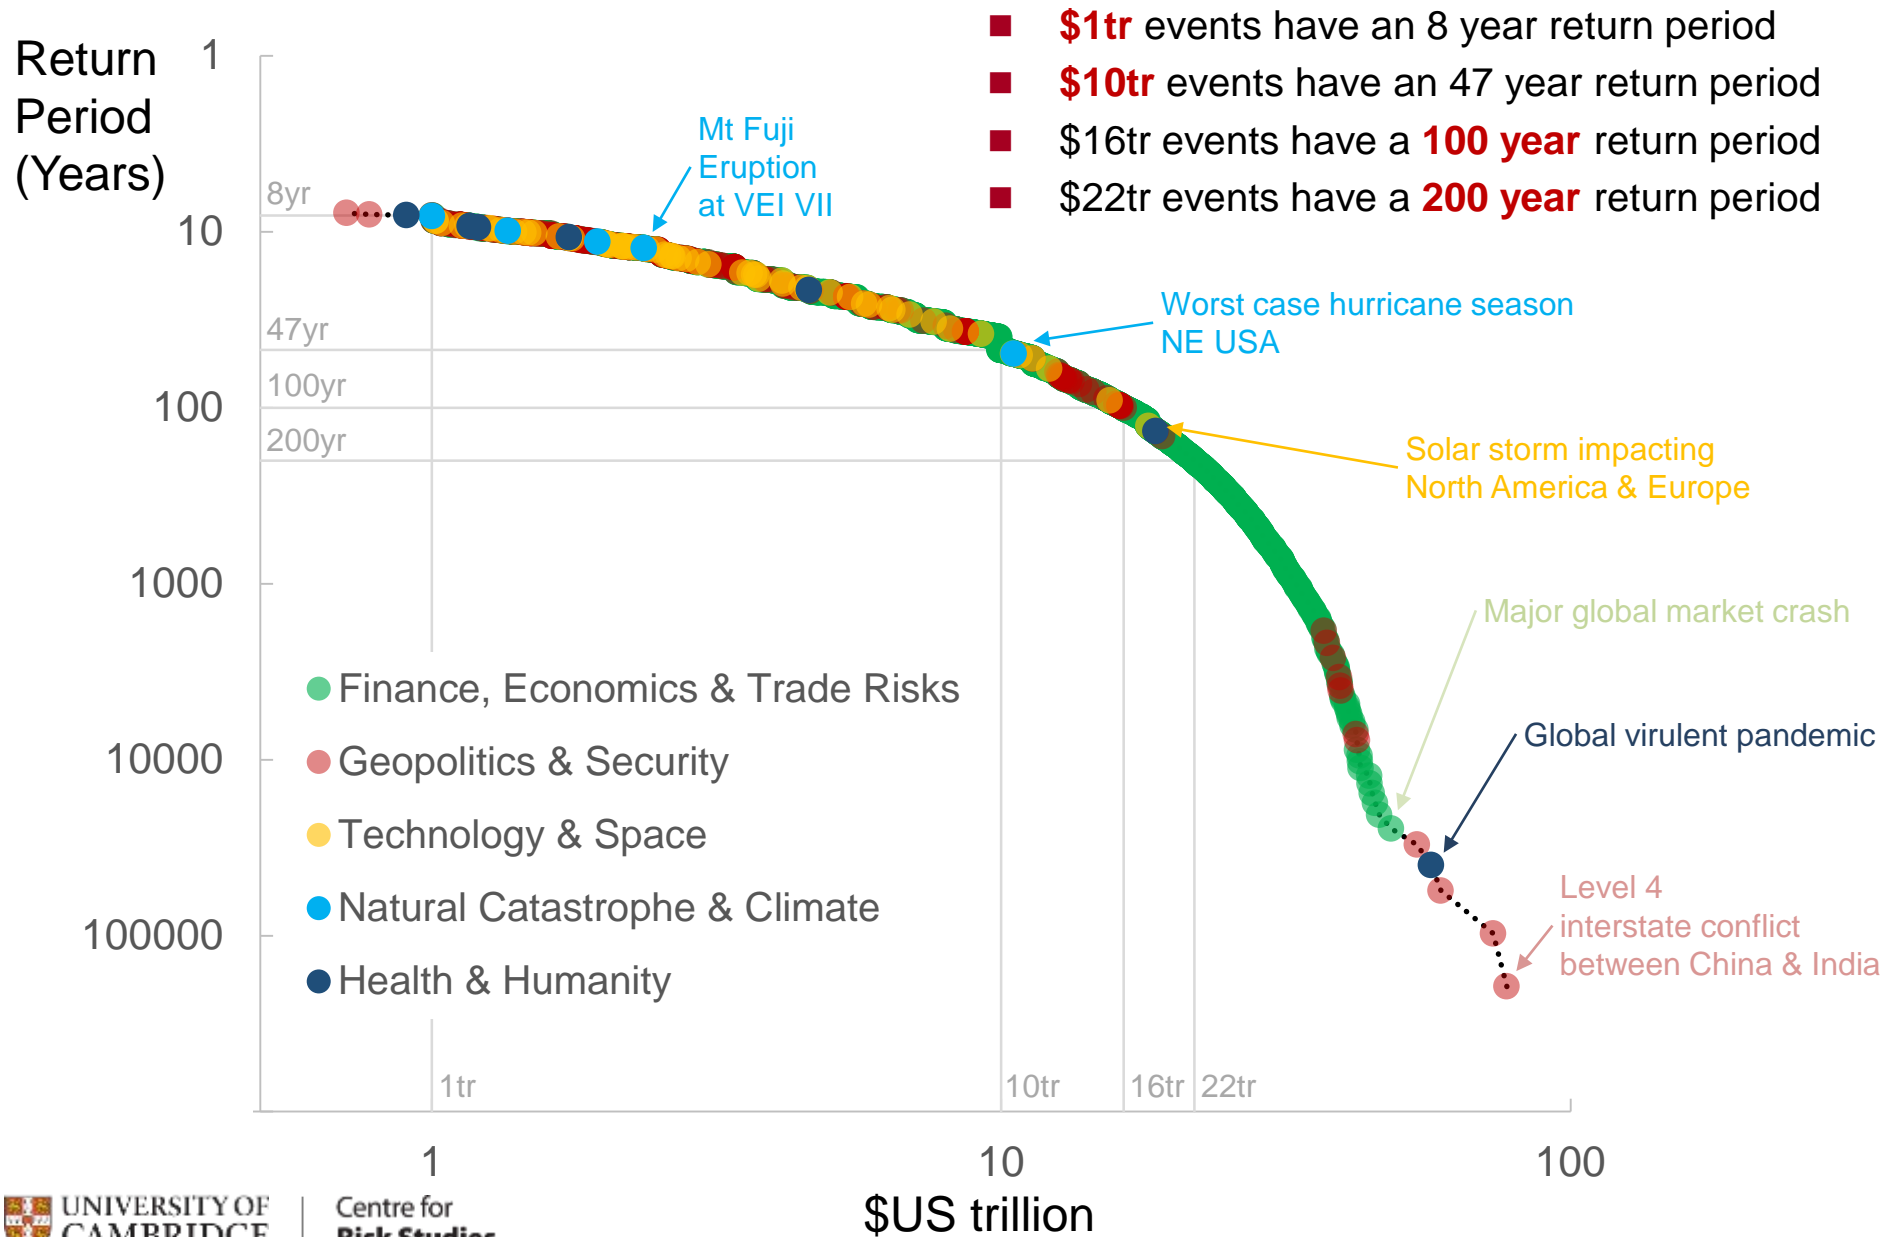 $1tr events have an 8 year return period
$10tr events have an 47 year return period
$16tr events have a 100 year return period
$22tr events have a 200 year return period
Return
Period
(Years)
1
10
100
1000
10000
100000
8yr
47yr
100yr
200yr
Mt Fuji
Eruption
at VEI VII
Worst case hurricane season
NE USA
Solar storm impacting
North America & Europe
Major global market crash
Global virulent pandemic
Level 4
interstate conflict
between China & India
Finance, Economics & Trade Risks
Geopolitics & Security
Technology & Space
Natural Catastrophe & Climate
Health & Humanity
1tr
10tr
16tr
22tr
1
10
100
$US trillion
UNIVERSITY OF
CAMBRIDGE
Centre for
Risk Studies